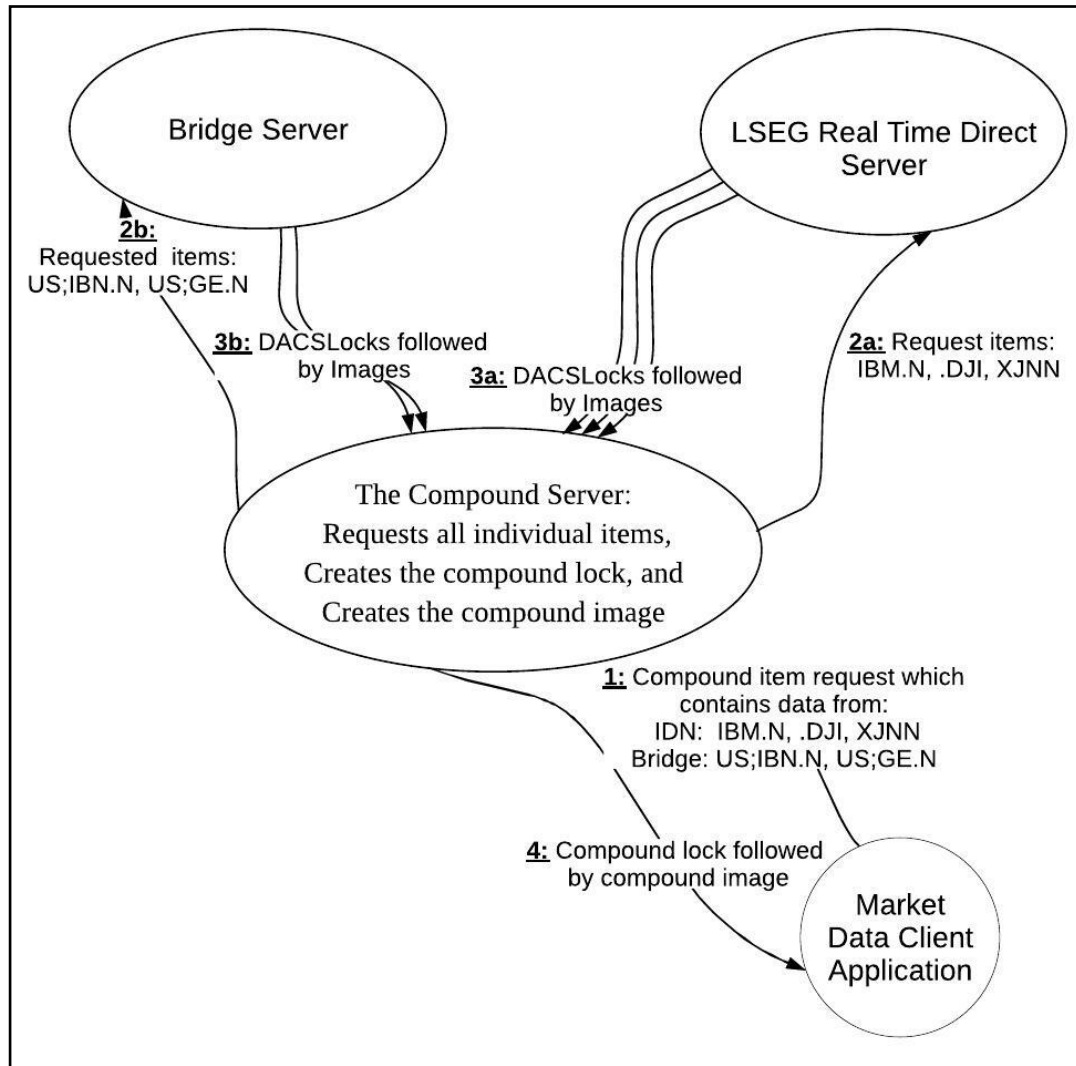 Bridge Server
LSEG Real Time Direct
Server
2b:
Requested items:
US;IBN.N, US;GE.N
3b: DACSLocks followed
by Images
3a: DACSLocks followed
by Images
2a: Request items:
IBM.N, .DJI, XJNN
The Compound Server:
Requests all individual items,
Creates the compound lock, and
Creates the compound image
1: Compound item request which
contains data from:
IDN: IBM.N, .DJI, XJNN
Bridge: US;IBN.N, US;GE.N
4: Compound lock followed
by compound image
Market
Data Client
Application